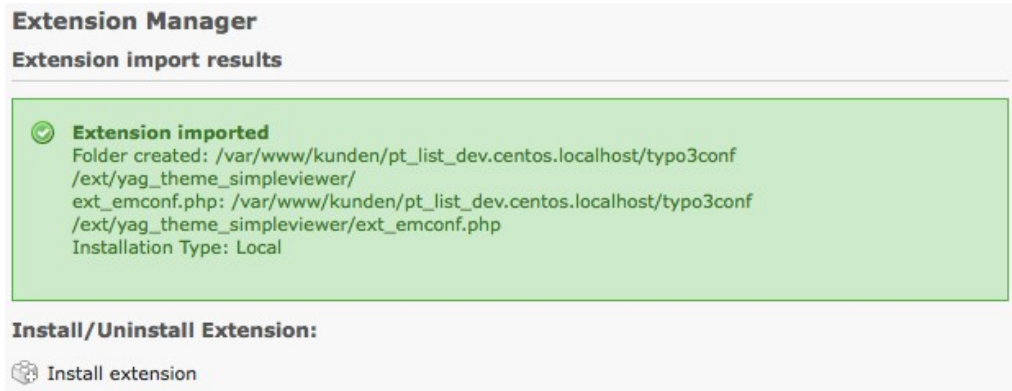 Extension Manager
Extension import results
Extension imported
Folder created: /var/www/kunden/pt_list_dev.centos.localhost/typo3conf
/ext/yag_theme_simpleviewer/
ext_emconf.php: /var/www/kunden/pt_list_dev.centos.localhost/typo3conf
/ext/yag_theme_simpleviewer/ext_emconf.php
Installation Type: Local
Install/Uninstall Extension:
Install extension